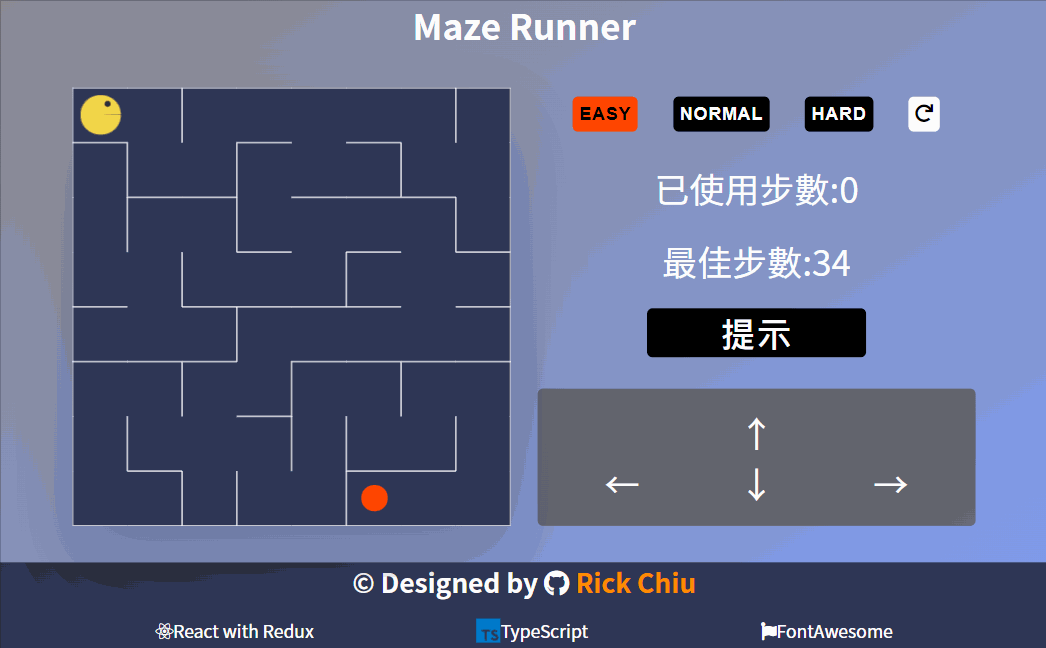 Maze Runner
EASY NORMAL HARD
已使用步數:0
最佳步數:34
提示
↑
← ↓ →
© Designed by Rick Chiu
React with Redux TS TypeScript FontAwesome